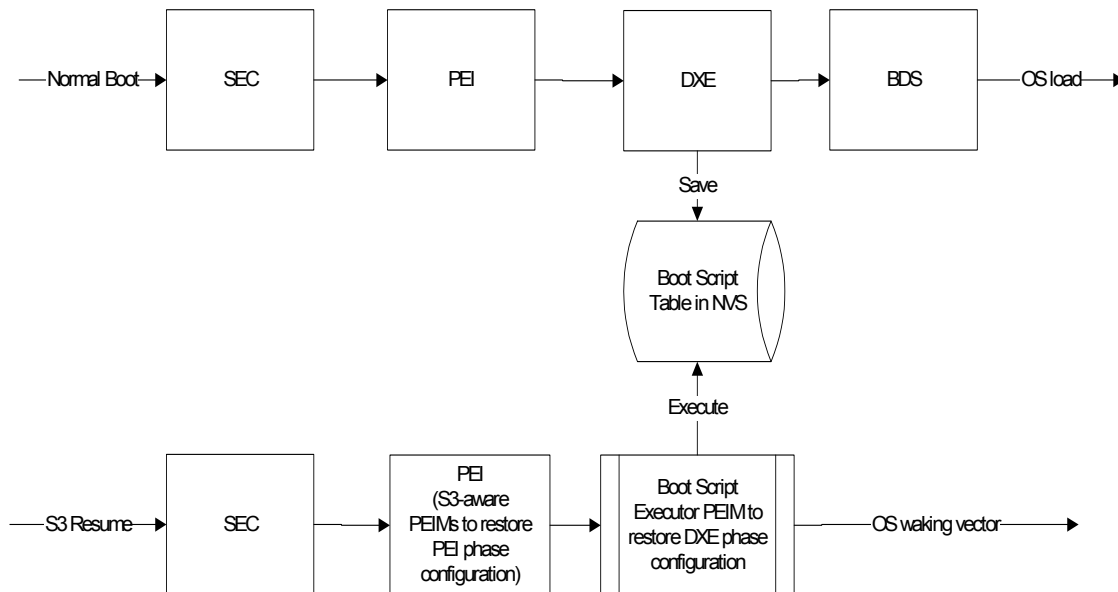 Normal Boot
SEC
PEI
DXE
BDS
OS load
Save
Boot Script
Table in NVS
Execute
S3 Resume
SEC
PEI
(S3-aware
PEIMs to restore
PEI phase
configuration)
Boot Script
Executor PEIM to
restore DXE phase
configuration
OS waking vector